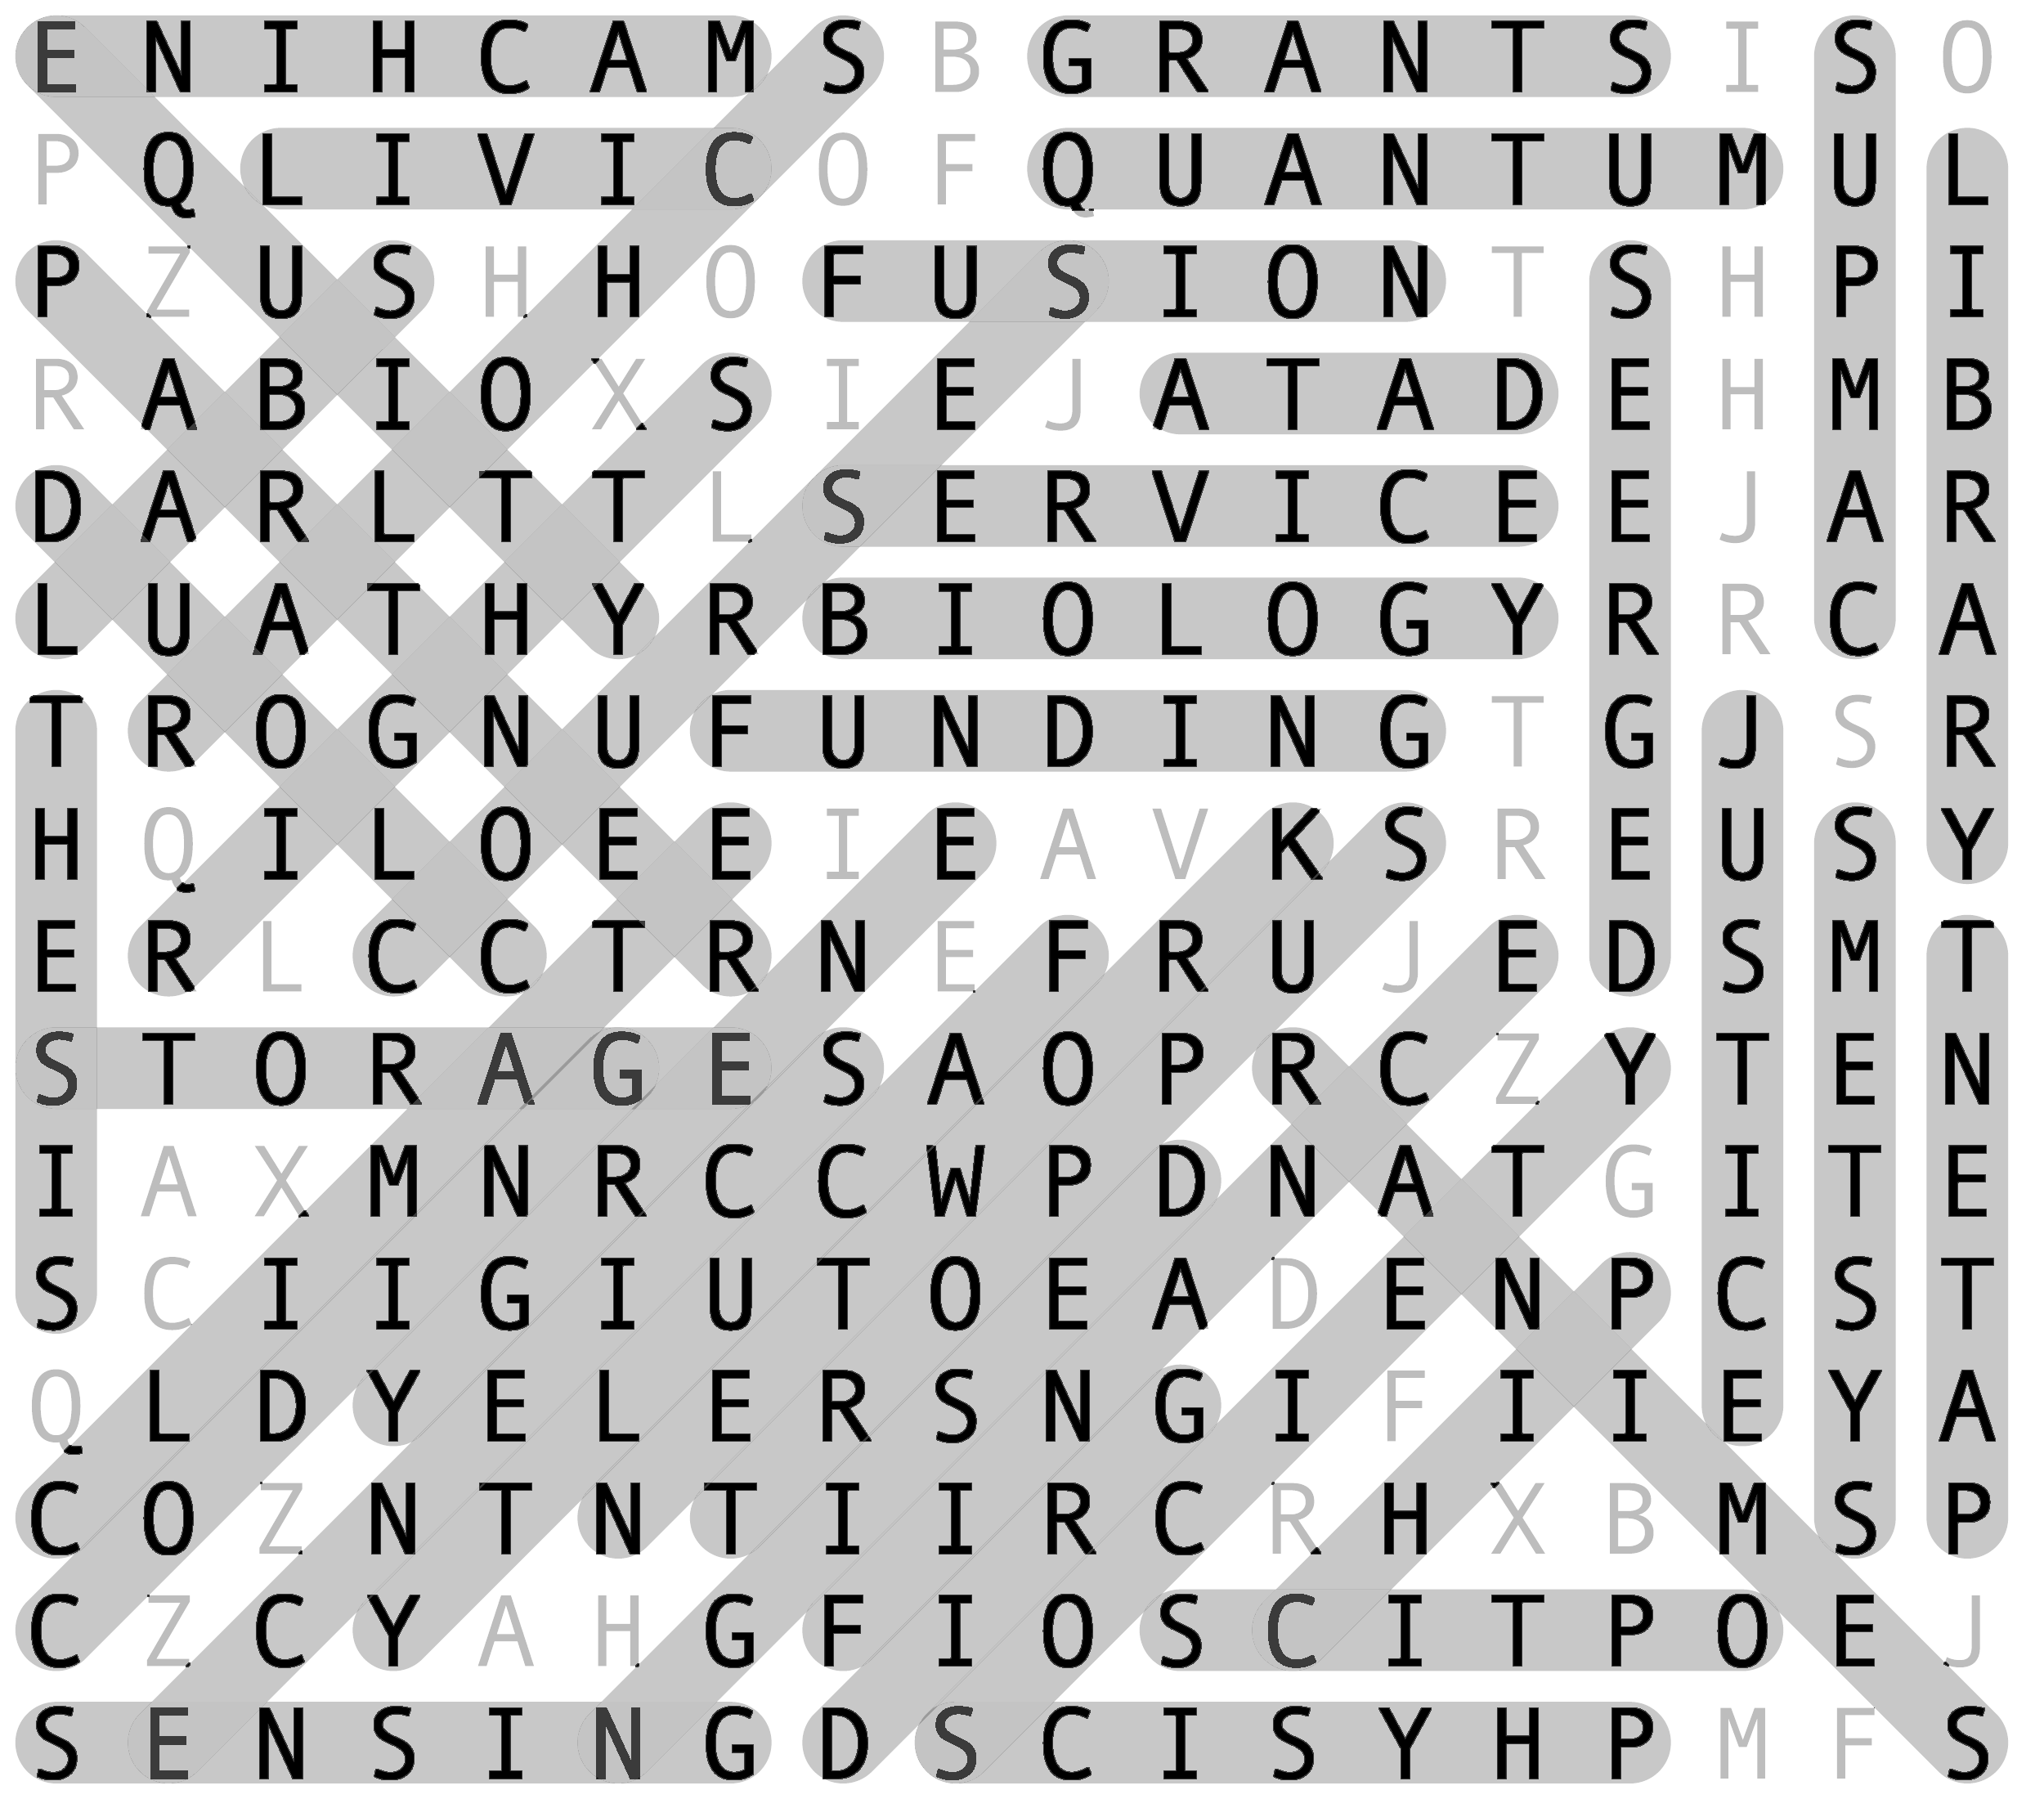 E N I H C A M S B G R A N T S I S O
P Q L I V I C O F Q U A N T U M U L
P Z U S H H O F U S I O N T S H P I
R A B I O X S I E J A T A D E H M B
D A R L T T L S E R V I C E E J A R
L U A T H Y R B I O L O G Y R R C A
T R O G N U F U N D I N G T G J S R
H Q I L O E E I E A V K S R E U S Y
E R L C C T R N E F R U J E D S M T
S T O R A G E S A O P R C Z Y T E N
I A X M N R C C W P D N A T G I T E
S C I I G I U T O E A D E N P C S T
Q L D Y E L E R S N G I F I I E Y A
C O Z N T N T I I R C R H X B M S P
C Z C Y A H G F I O S C I T P O E J
S E N S I N G D S C I S Y H P M F S